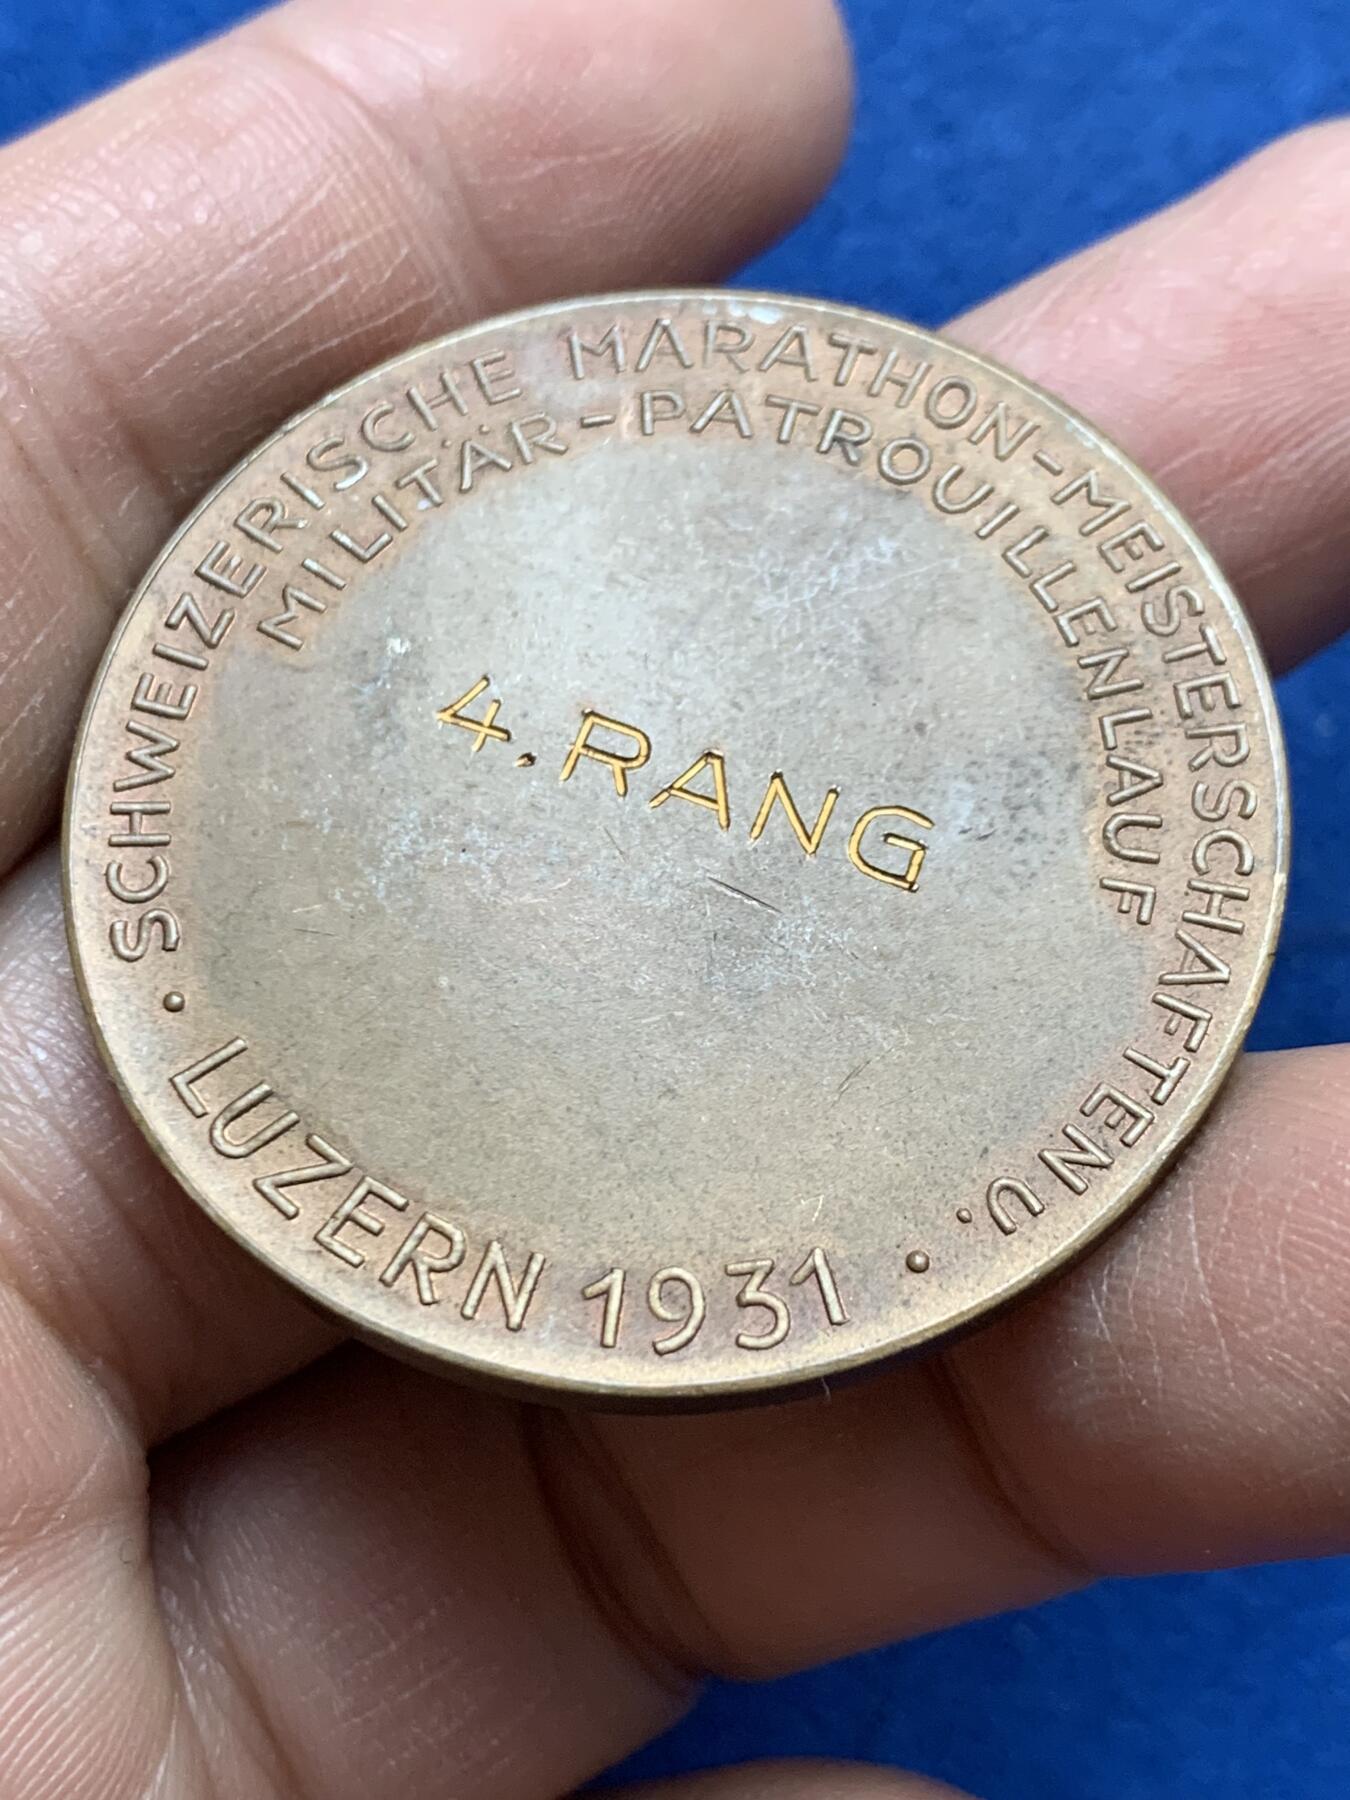 SCHWEIZERISCHE MARATHON-MEISTERSCHAFTEN U.
MILITÄR-PATROUILLENLAUF
4. RANG
• LUZERN 1931 •